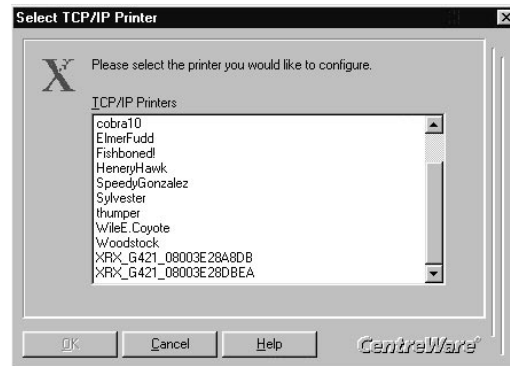 Select TCP/IP Printer
X
Please select the printer you would like to configure.
TCP/IP Printers
cobra10
ElmerFudd
Fishboned!
HeneryHawk
SpeedyGonzalez
Sylvester
thumper
WileE.Coyote
Woodstock
XRX_G421_08003E28A8DB
XRX_G421_08003E28DBEA
OK
Cancel
Help
CentreWare